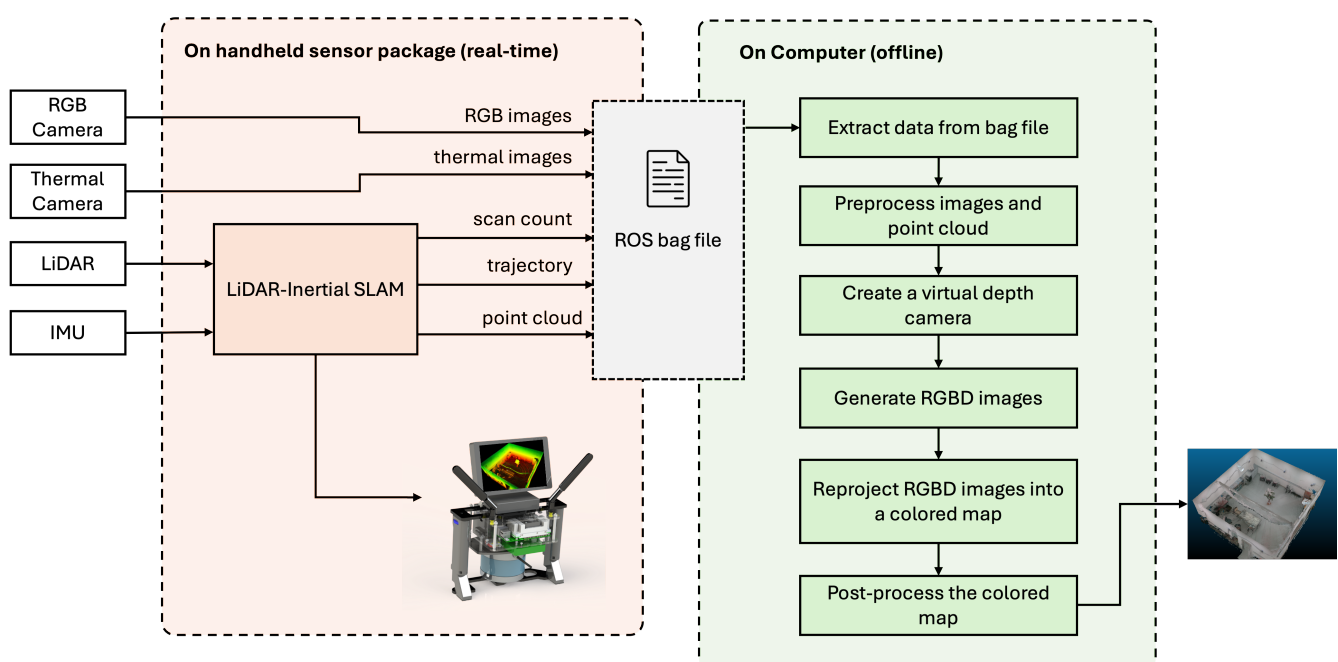 On handheld sensor package (real-time)
On Computer (offline)
RGB
Camera
Thermal
Camera
LiDAR
IMU
LiDAR-Inertial SLAM
RGB images
thermal images
scan count
trajectory
point cloud
ROS bag file
Extract data from bag file
Preprocess images and
point cloud
Create a virtual depth
camera
Generate RGBD images
Reproject RGBD images into
a colored map
Post-process the colored
map